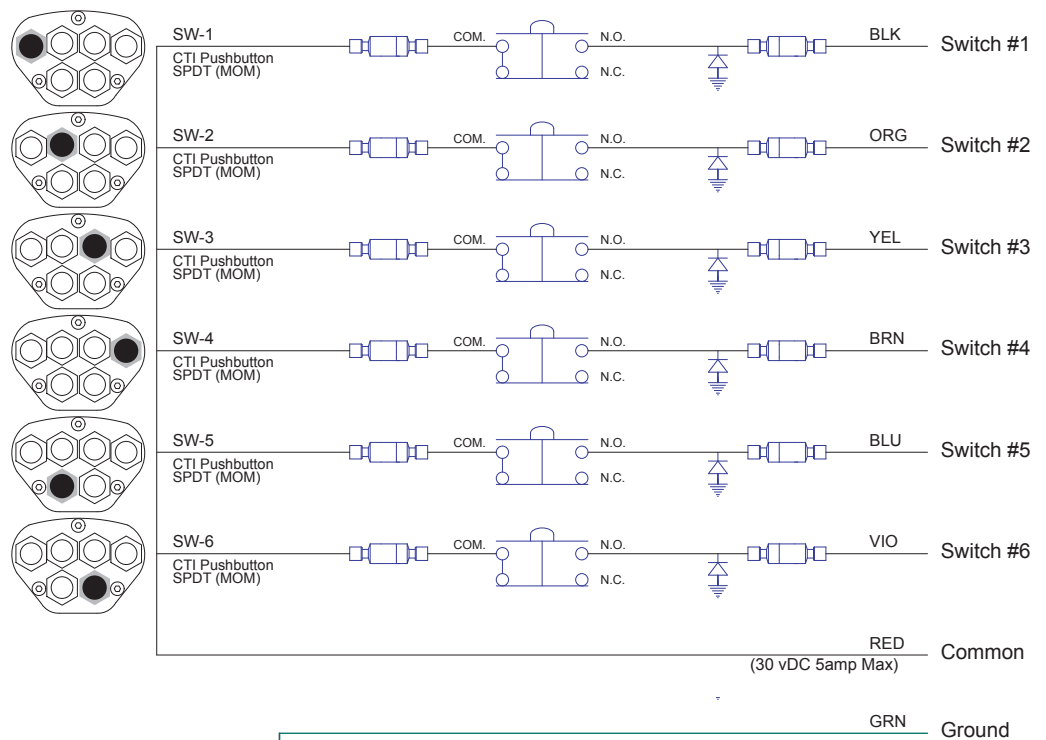 SW-1 COM. N.O. BLK Switch #1
CTI Pushbutton
SPDT (MOM) N.C.
SW-2 COM. N.O. ORG Switch #2
CTI Pushbutton
SPDT (MOM) N.C.
SW-3 COM. N.O. YEL Switch #3
CTI Pushbutton
SPDT (MOM) N.C.
SW-4 COM. N.O. BRN Switch #4
CTI Pushbutton
SPDT (MOM) N.C.
SW-5 COM. N.O. BLU Switch #5
CTI Pushbutton
SPDT (MOM) N.C.
SW-6 COM. N.O. VIO Switch #6
CTI Pushbutton
SPDT (MOM) N.C.
RED Common
(30 vDC 5amp Max)
GRN Ground